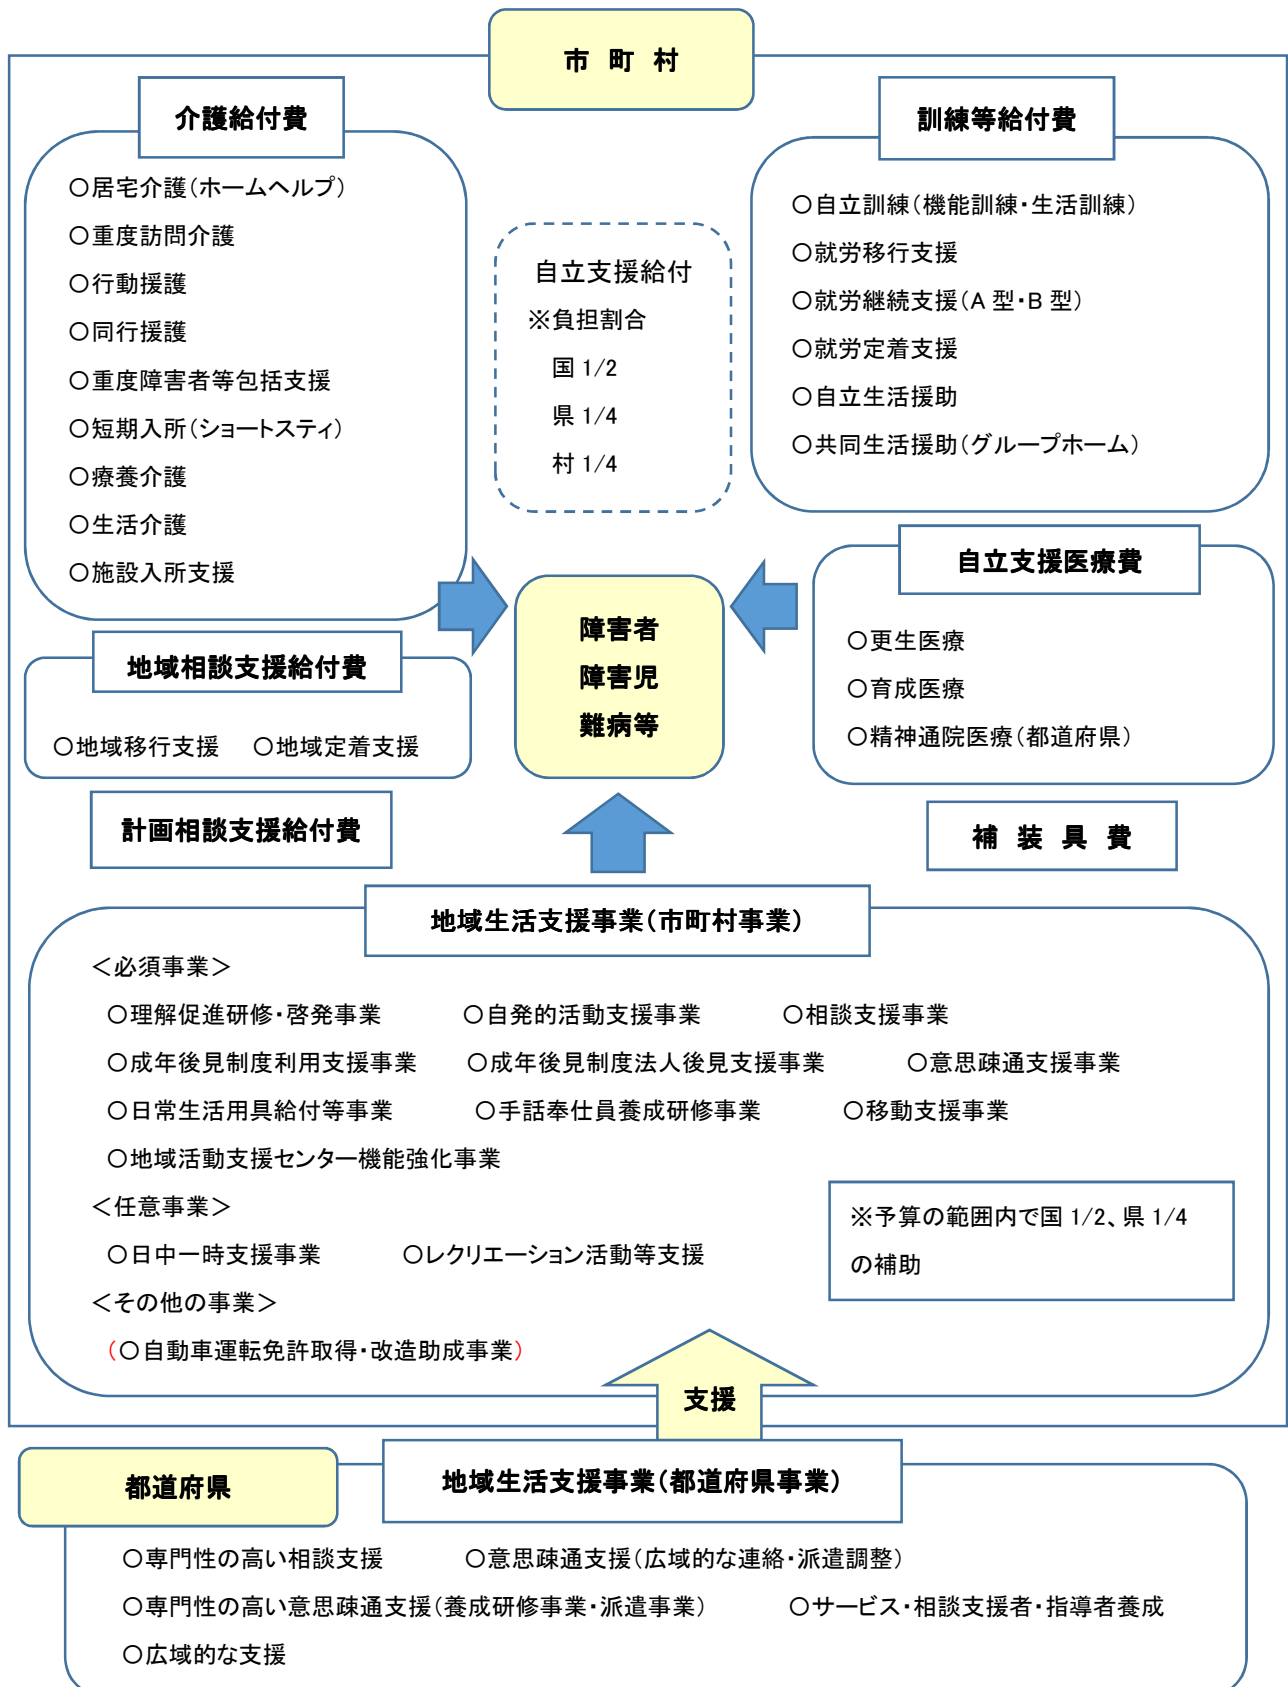 市 町 村
介護給付費
〇居宅介護（ホームヘルプ）
〇重度訪問介護
〇行動援護
〇同行援護
〇重度障害者等包括支援
〇短期入所（ショートスティ）
〇療養介護
〇生活介護
〇施設入所支援
自立支援給付
※負担割合
国 1/2
県 1/4
村 1/4
訓練等給付費
〇自立訓練（機能訓練・生活訓練）
〇就労移行支援
〇就労継続支援（A 型・B 型）
〇就労定着支援
〇自立生活援助
〇共同生活援助（グループホーム）
障害者
障害児
難病等
自立支援医療費
〇更生医療
〇育成医療
〇精神通院医療（都道府県）
地域相談支援給付費
〇地域移行支援 〇地域定着支援
計画相談支援給付費
補 装 具 費
地域生活支援事業（市町村事業）
＜必須事業＞
〇理解促進研修・啓発事業 〇自発的活動支援事業 〇相談支援事業
〇成年後見制度利用支援事業 〇成年後見制度法人後見支援事業 〇意思疎通支援事業
〇日常生活用具給付等事業 〇手話奉仕員養成研修事業 〇移動支援事業
〇地域活動支援センター機能強化事業
＜任意事業＞
〇日中一時支援事業 〇レクリエーション活動等支援
＜その他の事業＞
（〇自動車運転免許取得・改造助成事業）
※予算の範囲内で国 1/2、県 1/4
の補助
支援
都道府県
地域生活支援事業（都道府県事業）
〇専門性の高い相談支援 〇意思疎通支援（広域的な連絡・派遣調整）
〇専門性の高い意思疎通支援（養成研修事業・派遣事業） 〇サービス・相談支援者・指導者養成
〇広域的な支援